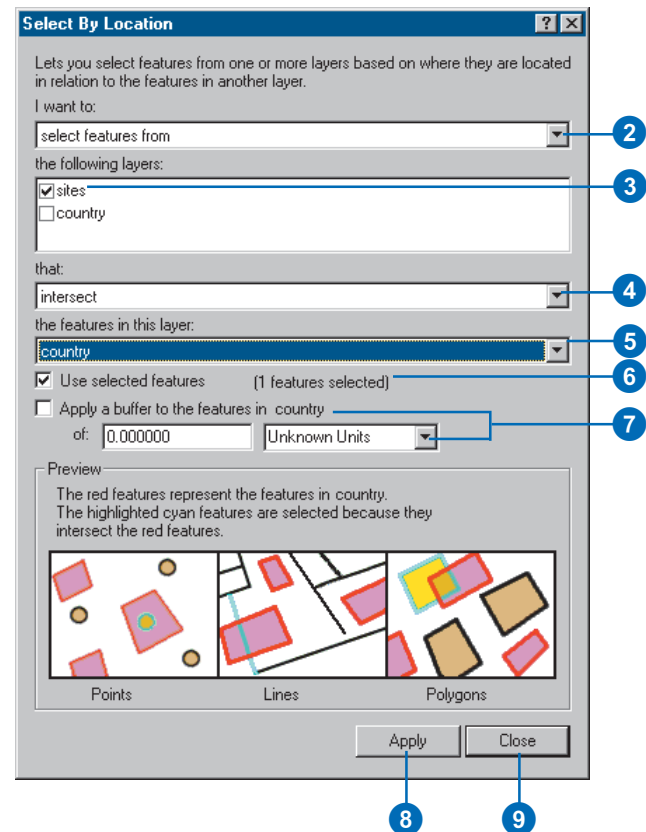 Select By Location
?
Lets you select features from one or more layers based on where they are located
in relation to the features in another layer.
I want to:
select features from
2
the following layers:
sites
3
country
that:
intersect
4
the features in this layer:
country
5
Use selected features (1 features selected)
6
Apply a buffer to the features in country
of: 0.000000 Unknown Units
7
Preview
The red features represent the features in country.
The highlighted cyan features are selected because they
intersect the red features.
Points Lines Polygons
Apply Close
8 9